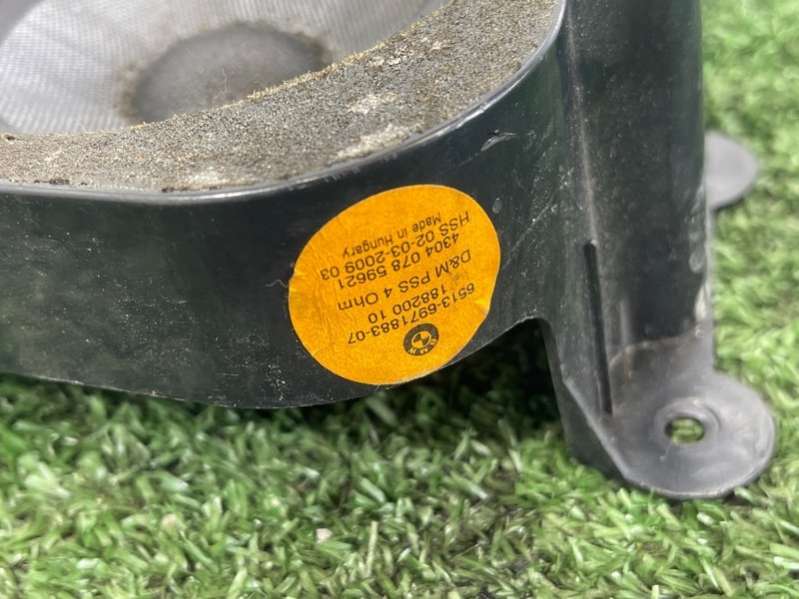 BMW
6513-6971883-07
188200 10
D&M PSS 4 Ohm
4304 078 59621
HSS 02-03-2009 03
Made in Hungary